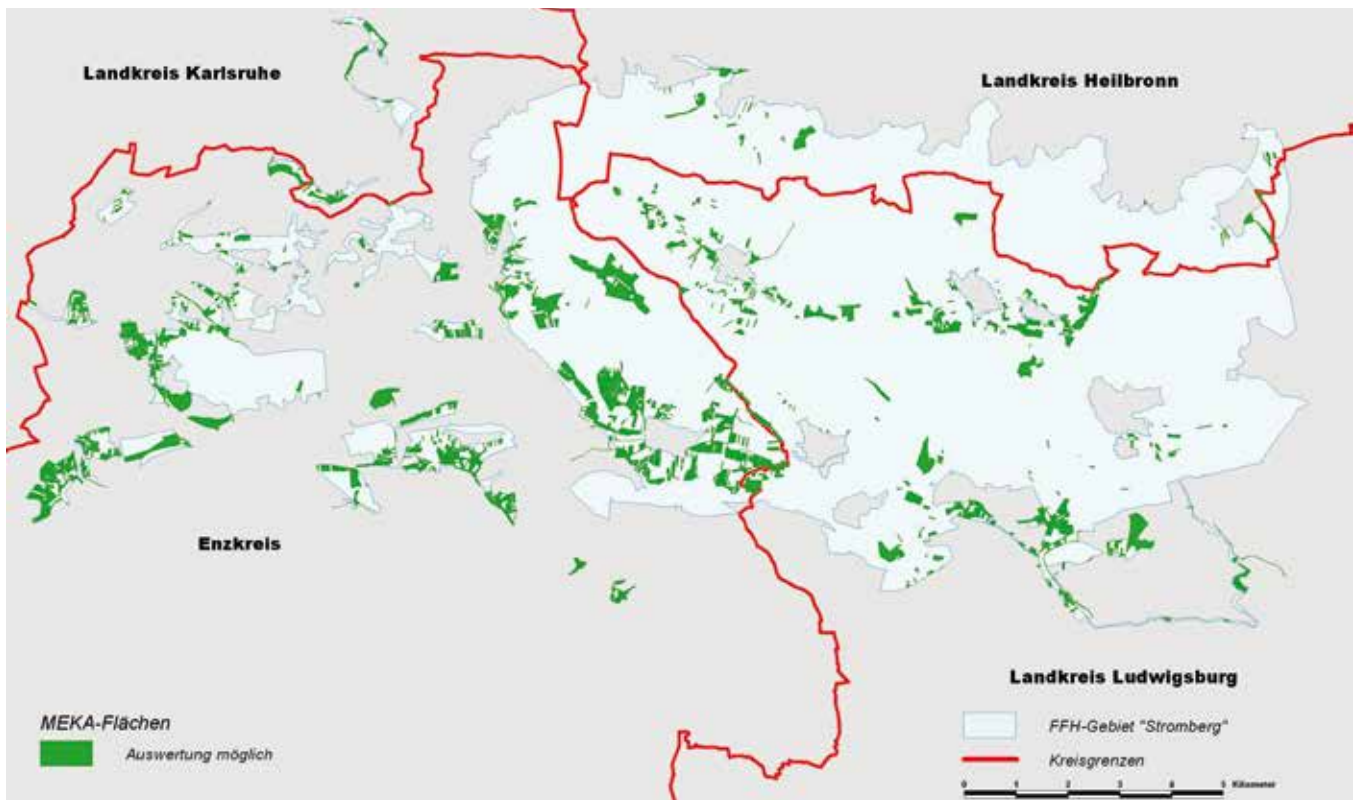 Landkreis Karlsruhe
Landkreis Heilbronn
Enzkreis
Landkreis Ludwigsburg
MEKA-Flächen
Auswertung möglich
FFH-Gebiet "Stromberg"
Kreisgrenzen
0 1 2 3 4 5 Kilometer